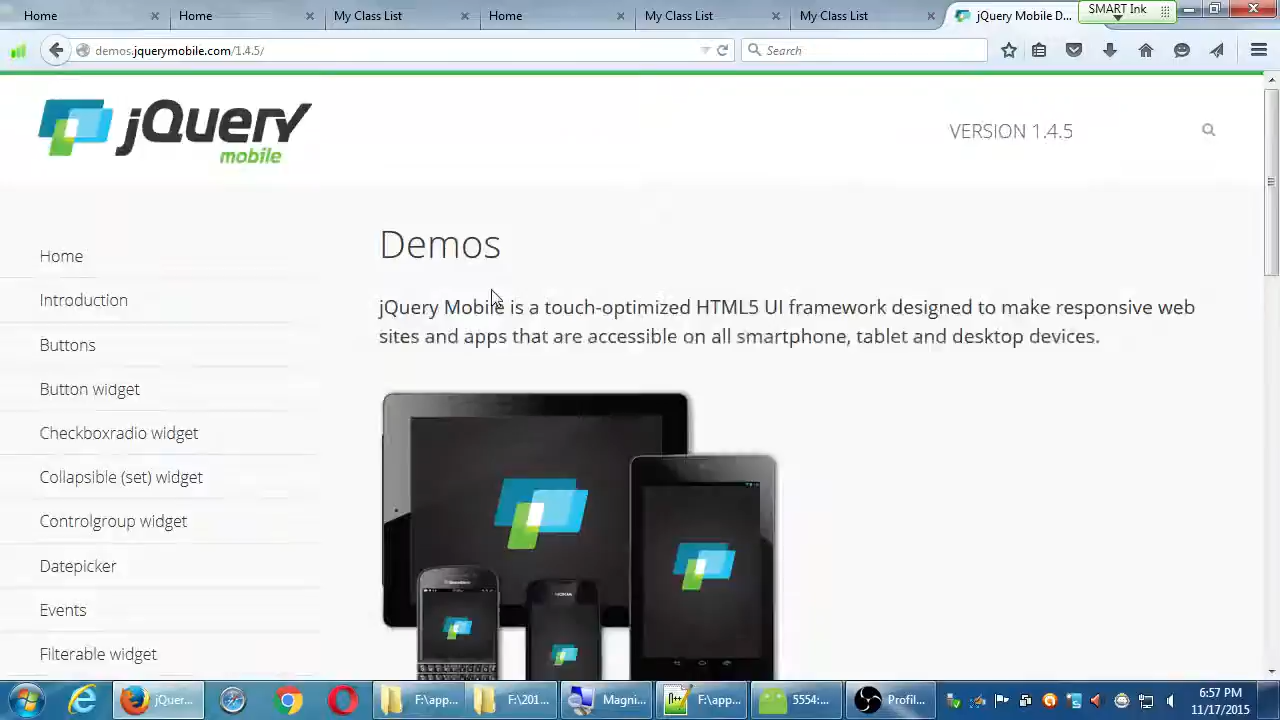 Home
Home
My Class List
Home
My Class List
My Class List
jQuery Mobile D...
SMART Ink
demos.jquerymobile.com/1.4.5/
Search
jQuery
mobile
VERSION 1.4.5
Demos
jQuery Mobile is a touch-optimized HTML5 UI framework designed to make responsive web
sites and apps that are accessible on all smartphone, tablet and desktop devices.
Home
Introduction
Buttons
Button widget
Checkboxradio widget
Collapsible (set) widget
Controlgroup widget
Datepicker
Events
Filterable widget
BlackBerry
NOKIA
jQuer...
F:\app...
F:\201...
Magni...
F:\app...
5554:...
Profil...
6:57 PM
11/17/2015